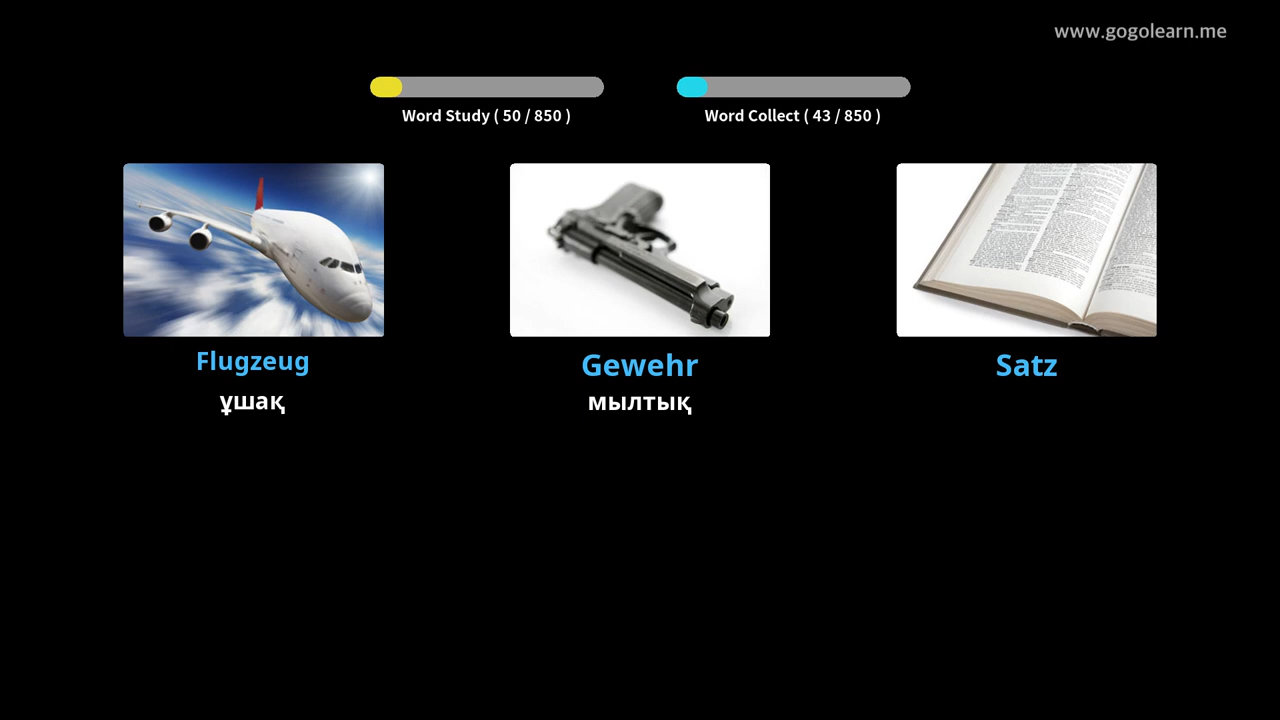 www.gogolearn.me
Word Study ( 50 / 850 )
Word Collect ( 43 / 850 )
Flugzeug
ұшақ
Gewehr
мылтық
Satz